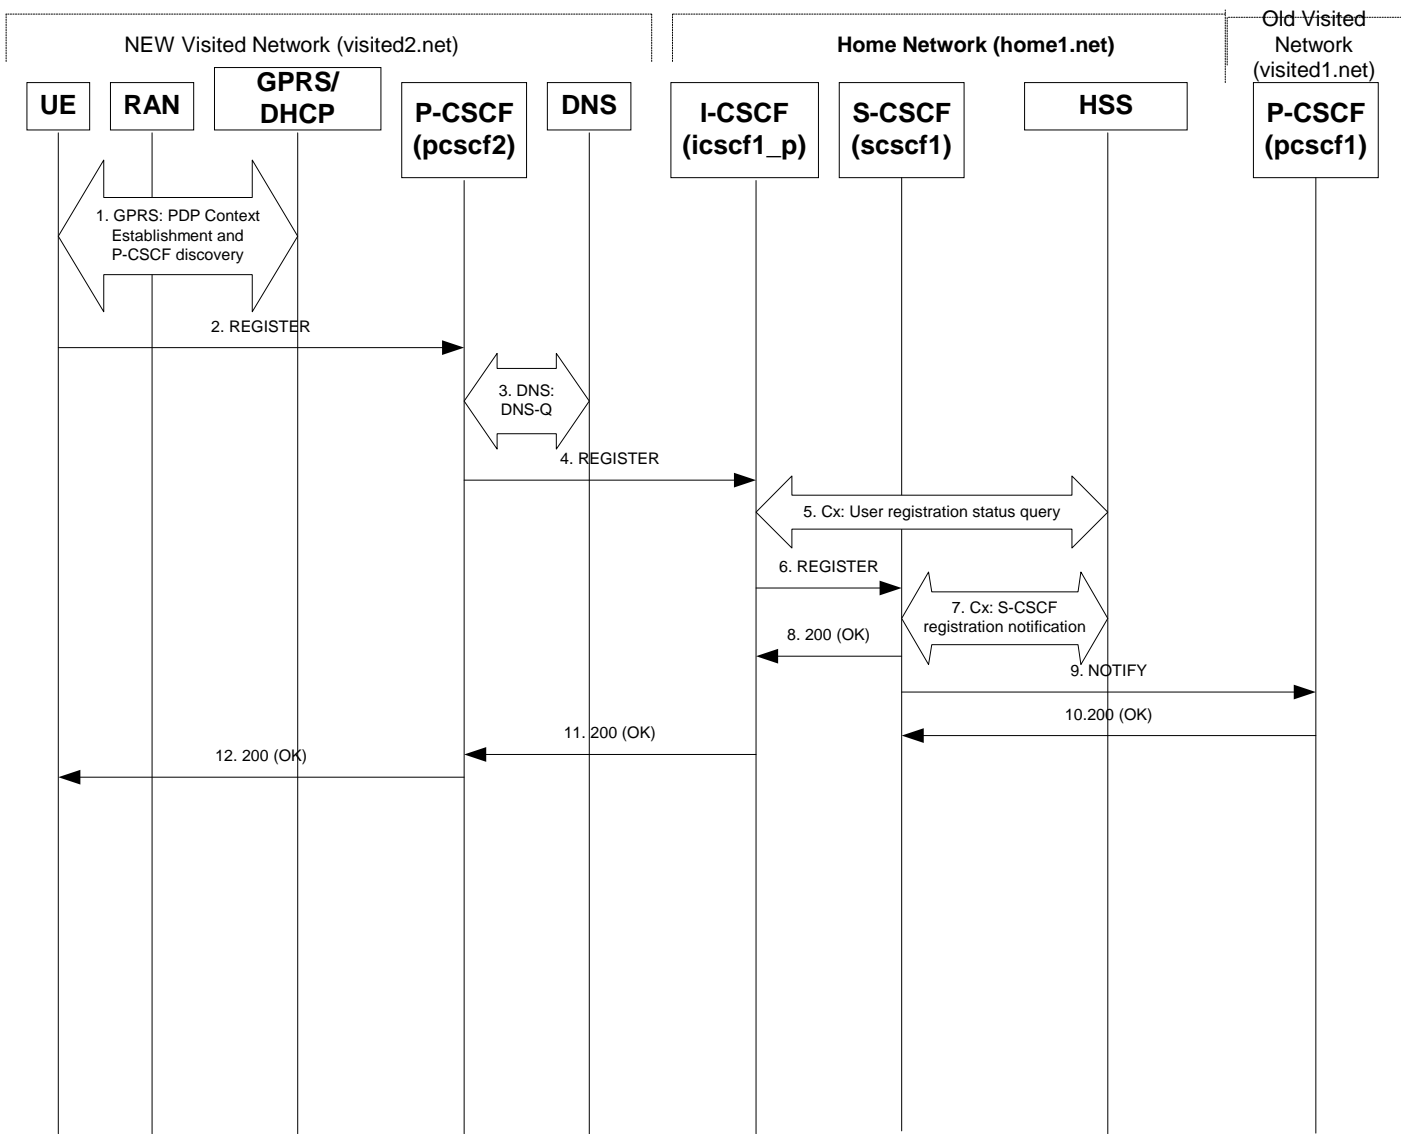 NEW Visited Network (visited2.net)
Home Network (home1.net)
Old Visited
Network
(visited1.net)
UE
RAN
GPRS/
DHCP
P-CSCF
(pcscf2)
DNS
I-CSCF
(icscf1_p)
S-CSCF
(scscf1)
HSS
P-CSCF
(pcscf1)
1. GPRS: PDP Context
Establishment and
P-CSCF discovery
2. REGISTER
3. DNS:
DNS-Q
4. REGISTER
5. Cx: User registration status query
6. REGISTER
7. Cx: S-CSCF
registration notification
8. 200 (OK)
9. NOTIFY
10.200 (OK)
11. 200 (OK)
12. 200 (OK)